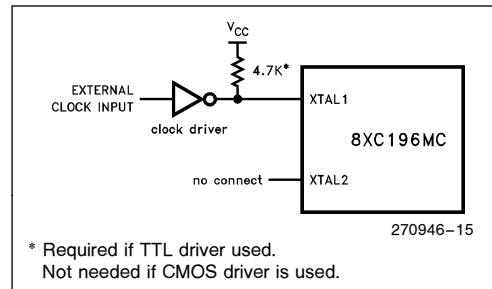 VCC
4.7K*
EXTERNAL
CLOCK INPUT
clock driver
XTAL1
8XC196MC
no connect
XTAL2
270946–15
* Required if TTL driver used.
Not needed if CMOS driver is used.